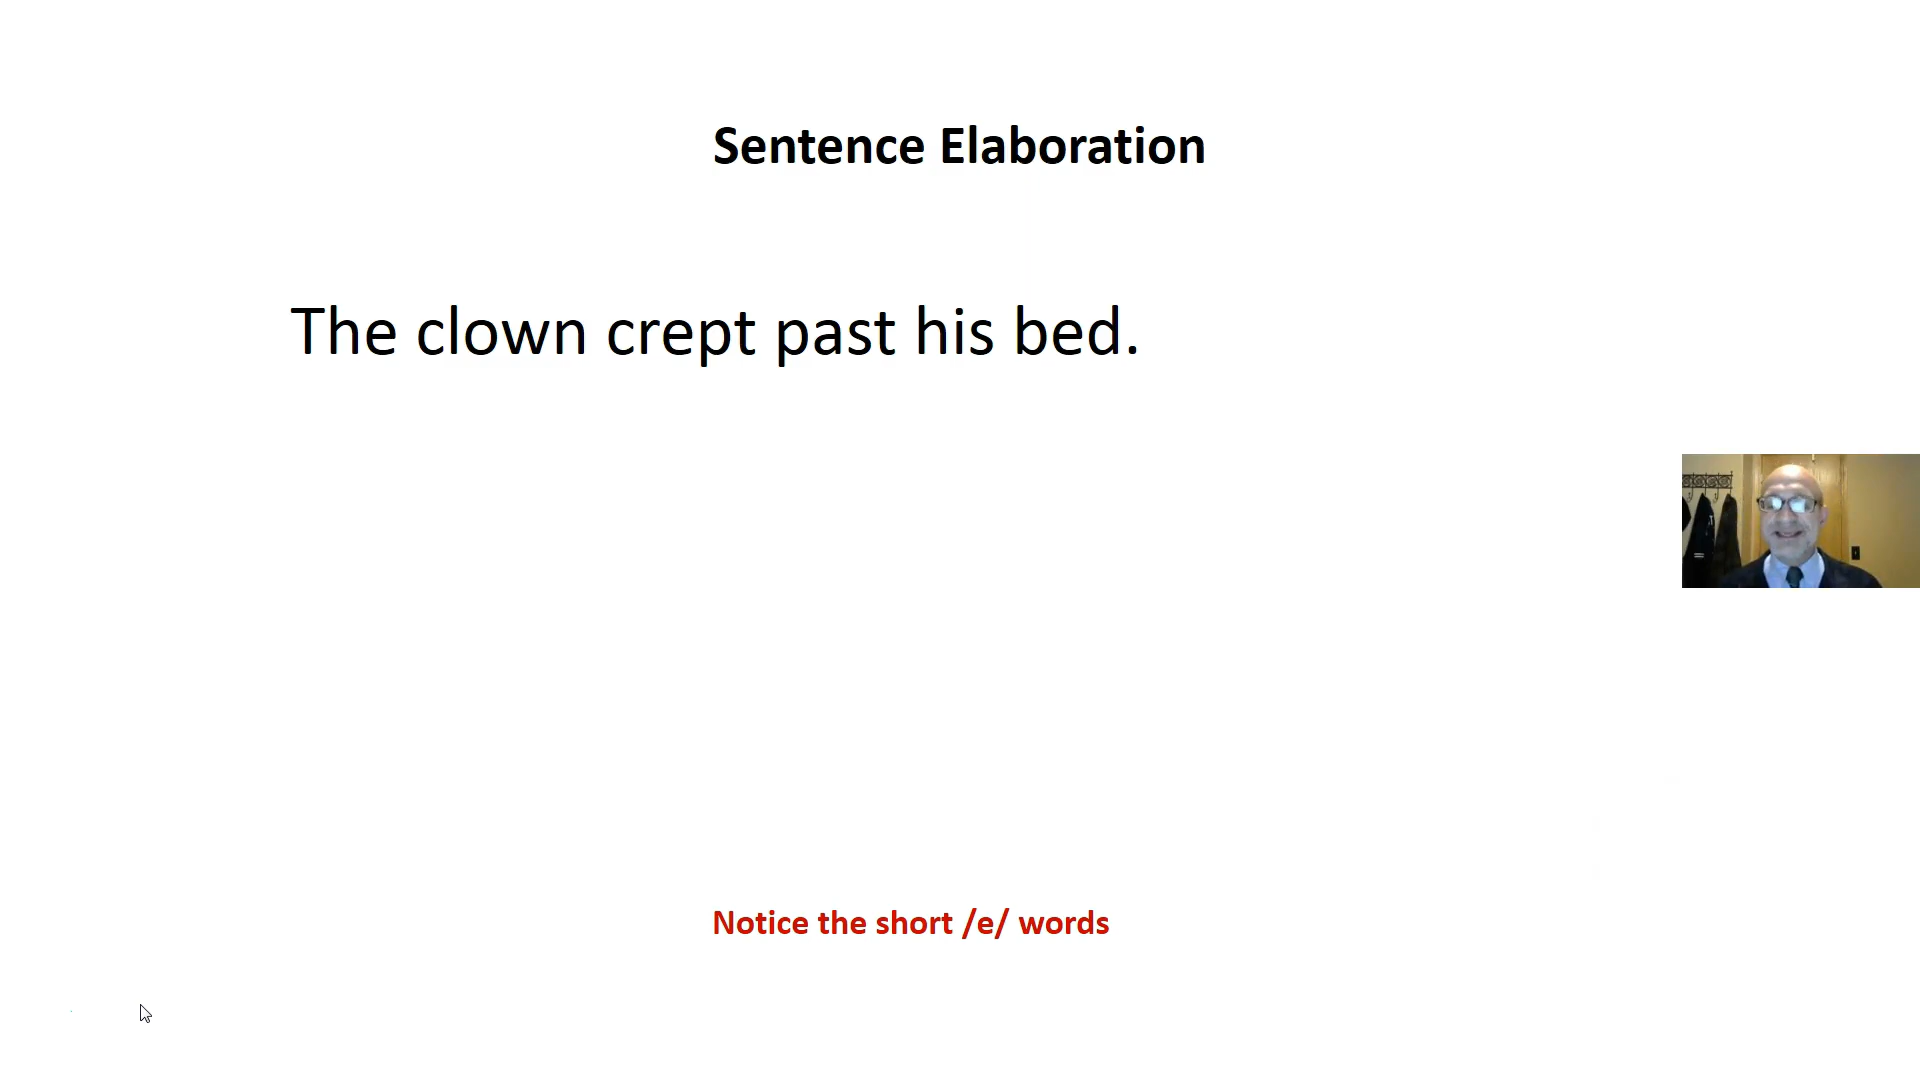 Sentence Elaboration
The clown crept past his bed.
Notice the short /e/ words